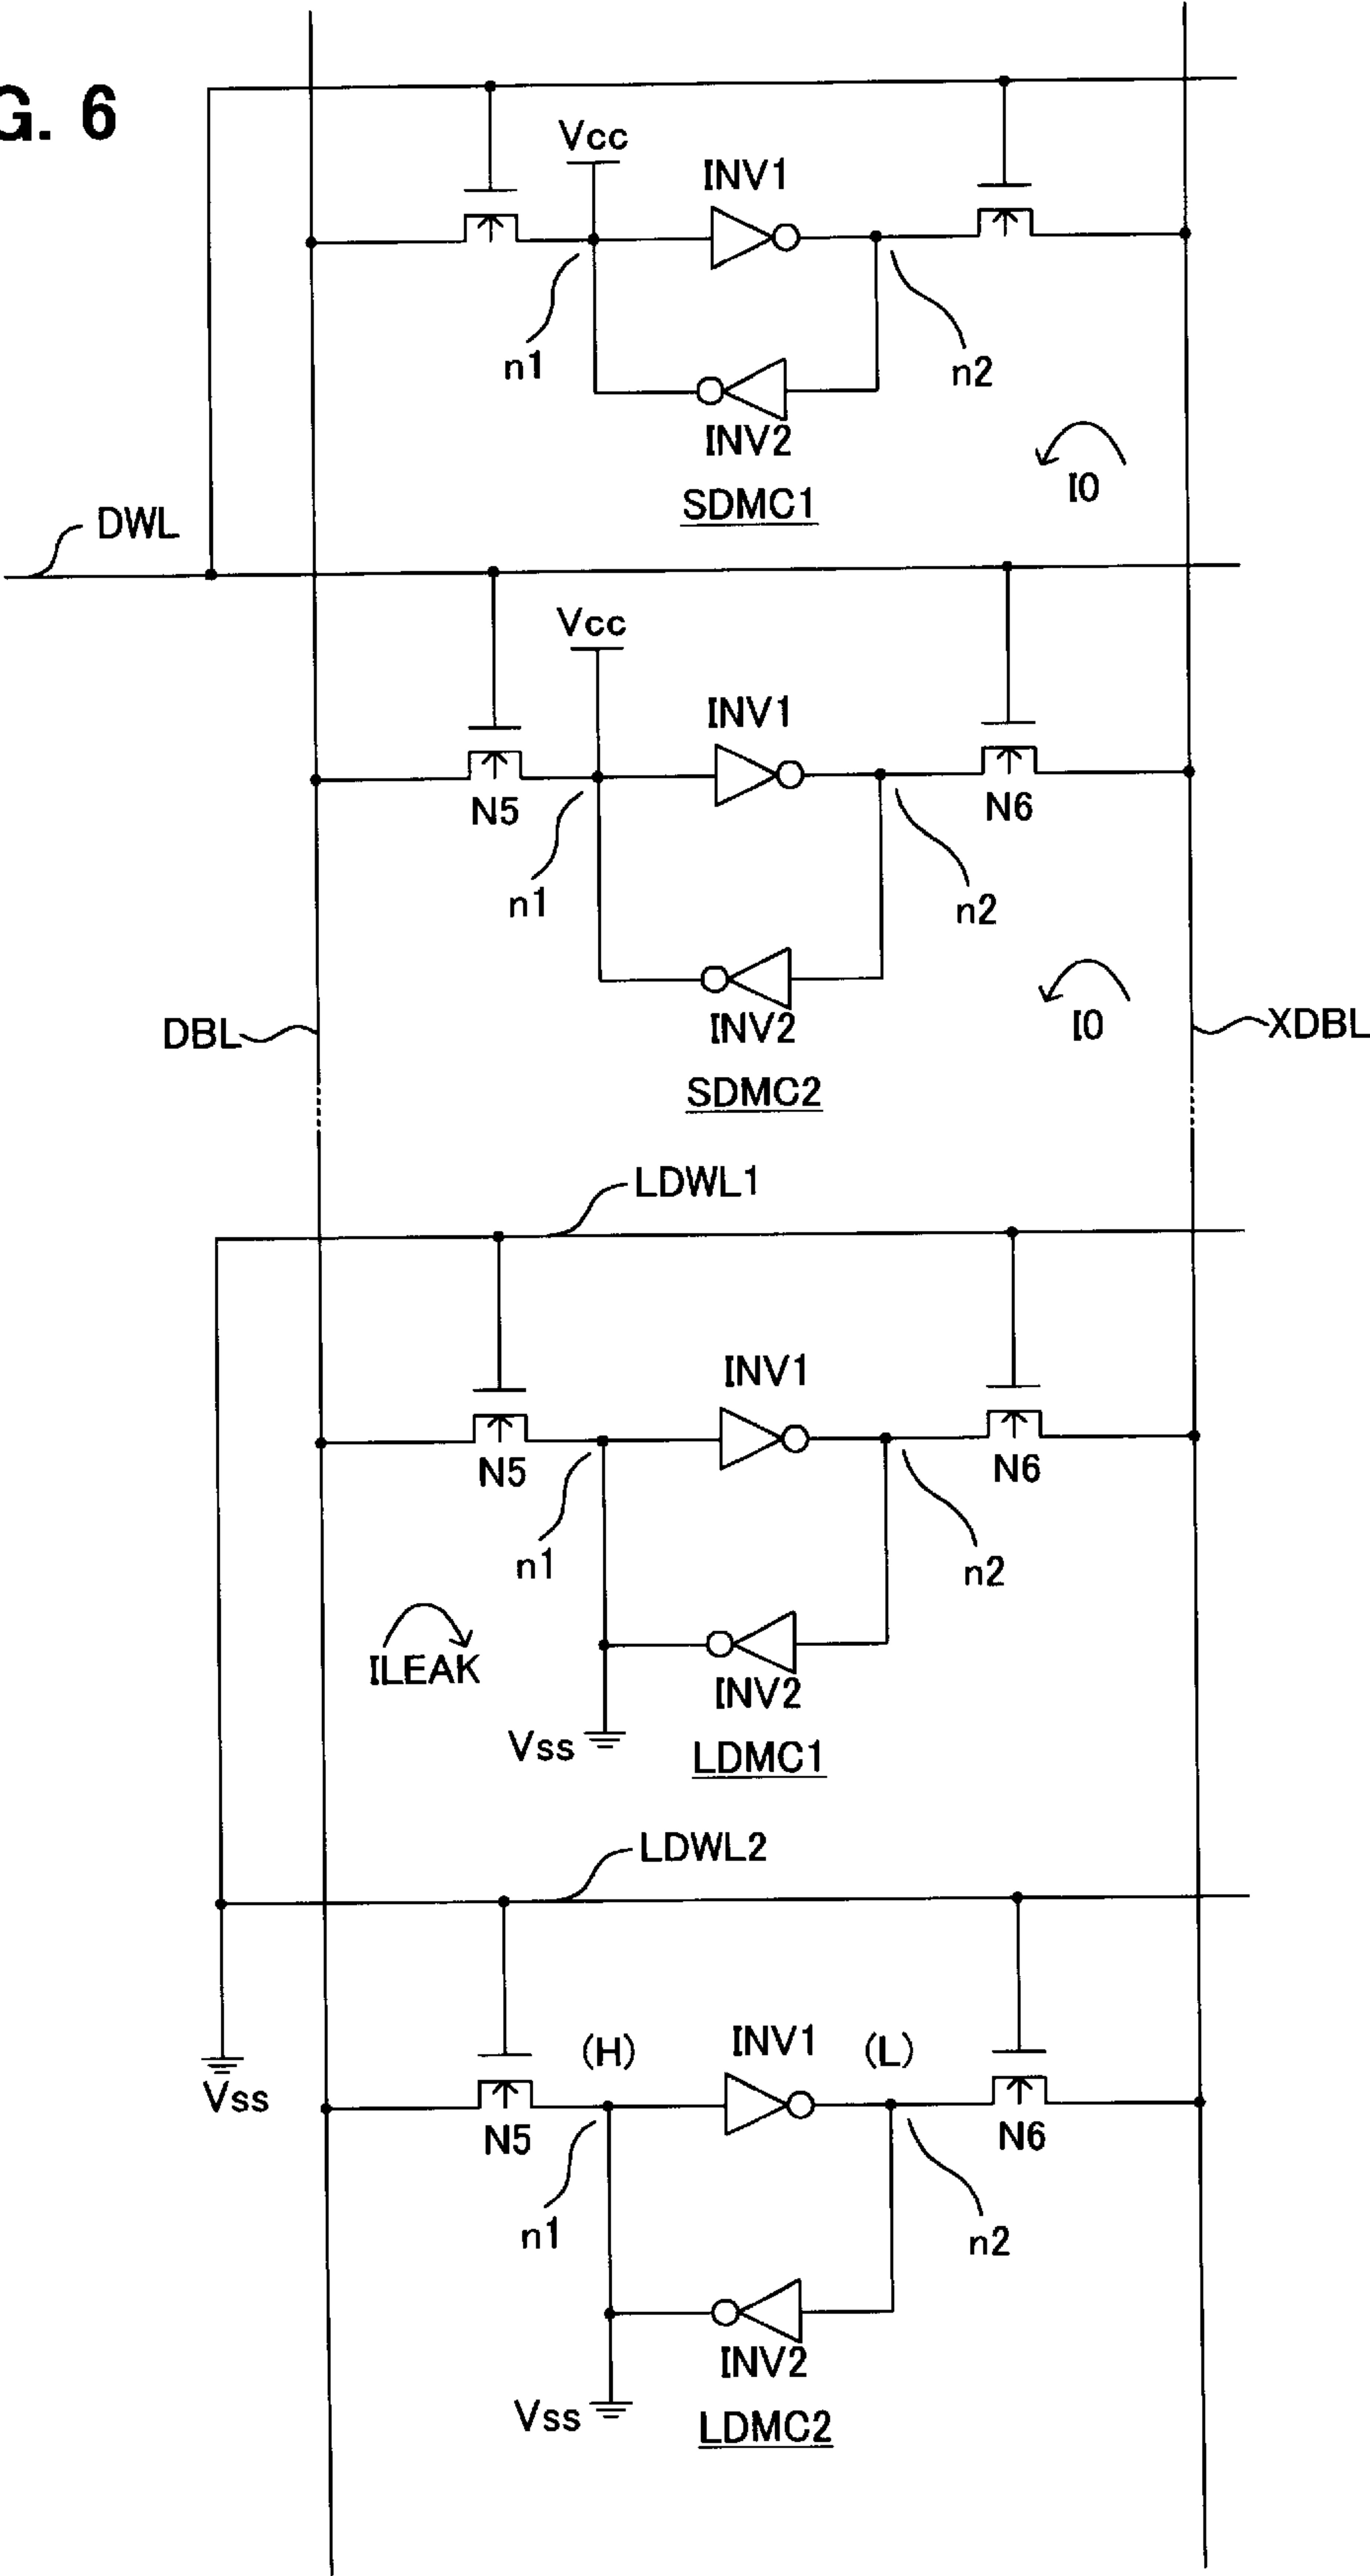 G. 6
Vcc
INV1
n1
n2
INV2
I0
SDMC1
DWL
Vcc
INV1
N5
N6
n1
n2
INV2
I0
DBL
XDBL
SDMC2
LDWL1
INV1
N5
N6
n1
n2
ILEAK
INV2
Vss
LDMC1
LDWL2
(H)
INV1
(L)
Vss
N5
N6
n1
n2
INV2
Vss
LDMC2